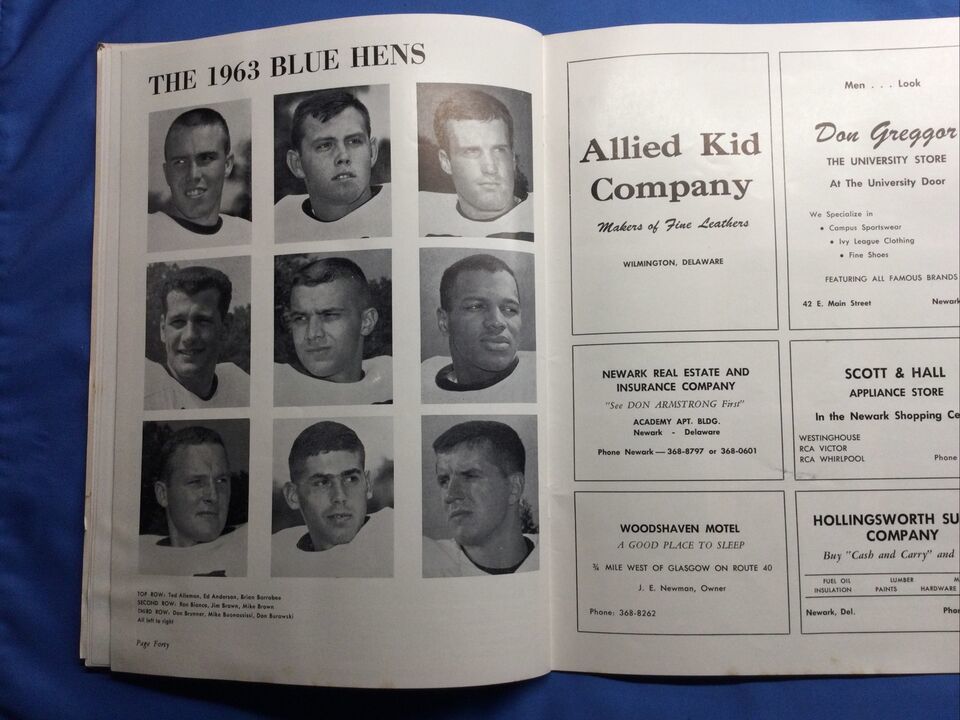 THE 1963 BLUE HENS
TOP ROW: Ted Alleman, Ed Anderson, Brian Barrabee
SECOND ROW: Ron Bianco, Jim Brown, Mike Brown
THIRD ROW: Don Brunner, Mike Buonassissi, Dan Burawski
All left to right
Page Forty
Allied Kid
Company
Makers of Fine Leathers
WILMINGTON, DELAWARE
Men . . . Look
Don Greggor
THE UNIVERSITY STORE
At The University Door
We Specialize in
• Campus Sportswear
• Ivy League Clothing
• Fine Shoes
FEATURING ALL FAMOUS BRANDS
42 E. Main Street Newark
NEWARK REAL ESTATE AND
INSURANCE COMPANY
"See DON ARMSTRONG First"
ACADEMY APT. BLDG.
Newark - Delaware
Phone Newark — 368-8797 or 368-0601
SCOTT & HALL
APPLIANCE STORE
In the Newark Shopping Ce
WESTINGHOUSE
RCA VICTOR
RCA WHIRLPOOL Phone
WOODSHAVEN MOTEL
A GOOD PLACE TO SLEEP
¾ MILE WEST OF GLASGOW ON ROUTE 40
J. E. Newman, Owner
Phone: 368-8262
HOLLINGSWORTH SU
COMPANY
Buy "Cash and Carry" and
FUEL OIL LUMBER M
INSULATION PAINTS HARDWARE
Newark, Del. Pho